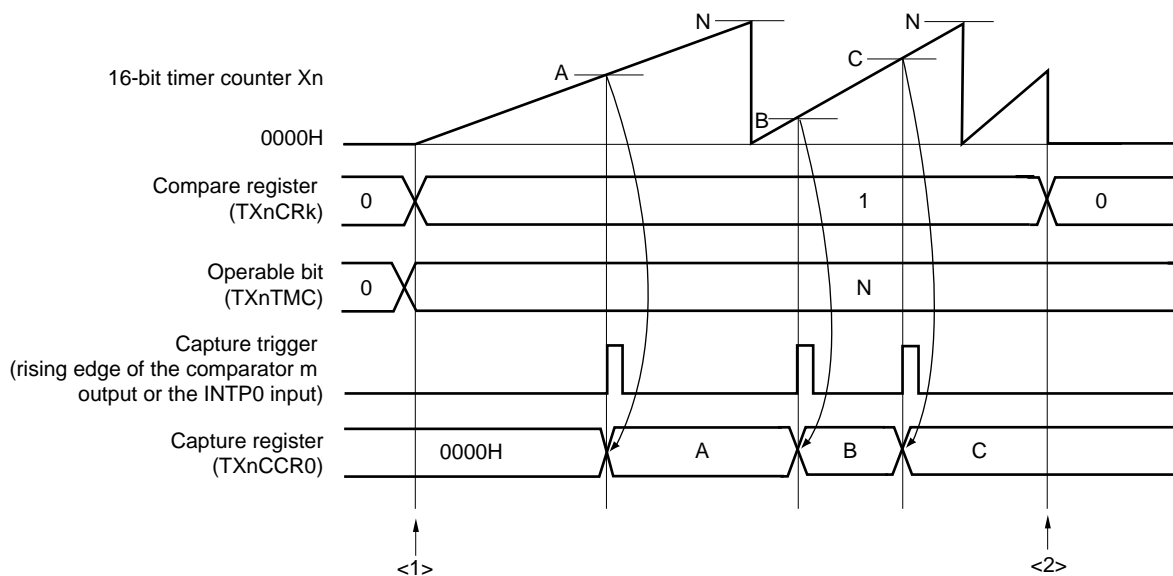 N
N
A
C
16-bit timer counter Xn
B
0000H
Compare register
(TXnCRk)
0
1
0
Operable bit
(TXnTMC)
0
N
Capture trigger
(rising edge of the comparator m
output or the INTP0 input)
Capture register
(TXnCCR0)
0000H
A
B
C
<1>
<2>